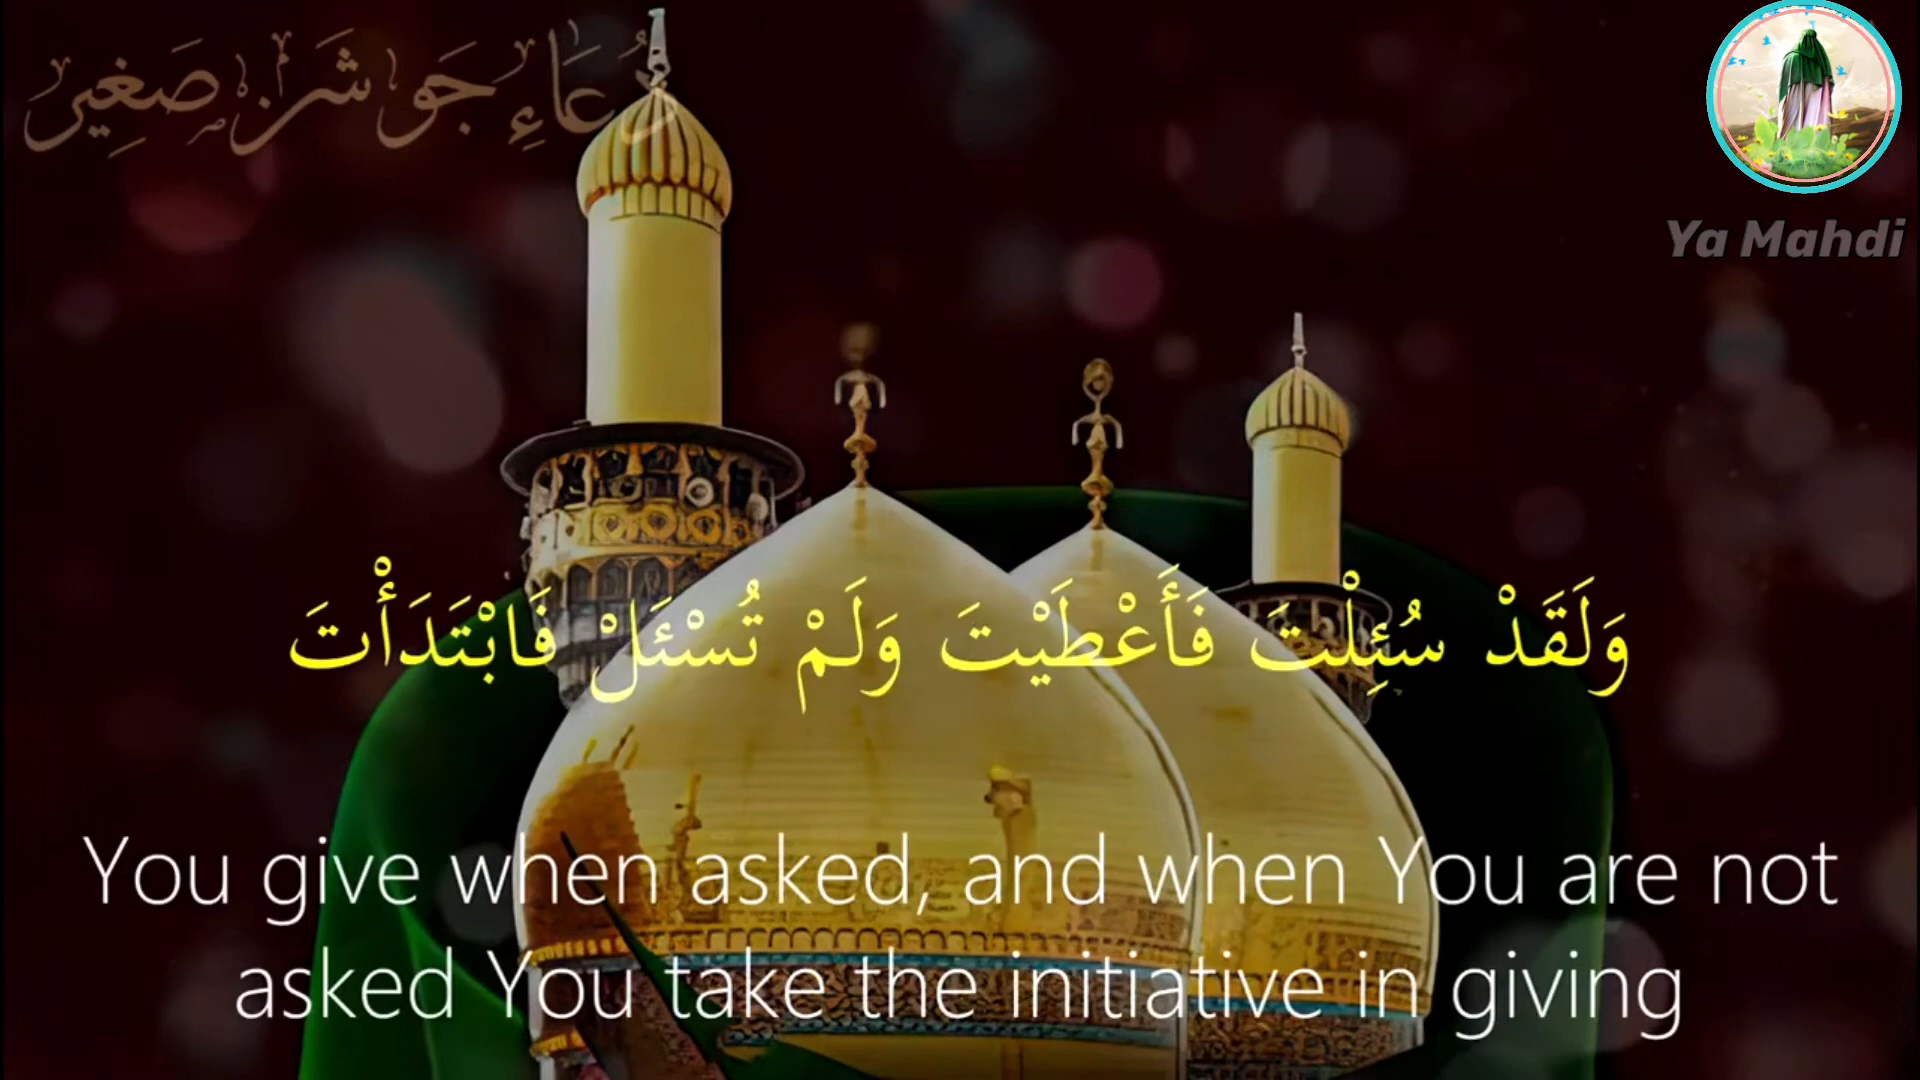 دُعَاءِ جَوشَن صَغِير
Ya Mahdi
وَلَقَدْ سُئِلْتَ فَأَعْطَيْتَ وَلَمْ تُسْئَلْ فَابْتَدَأْتَ
You give when asked, and when You are not
asked You take the initiative in giving